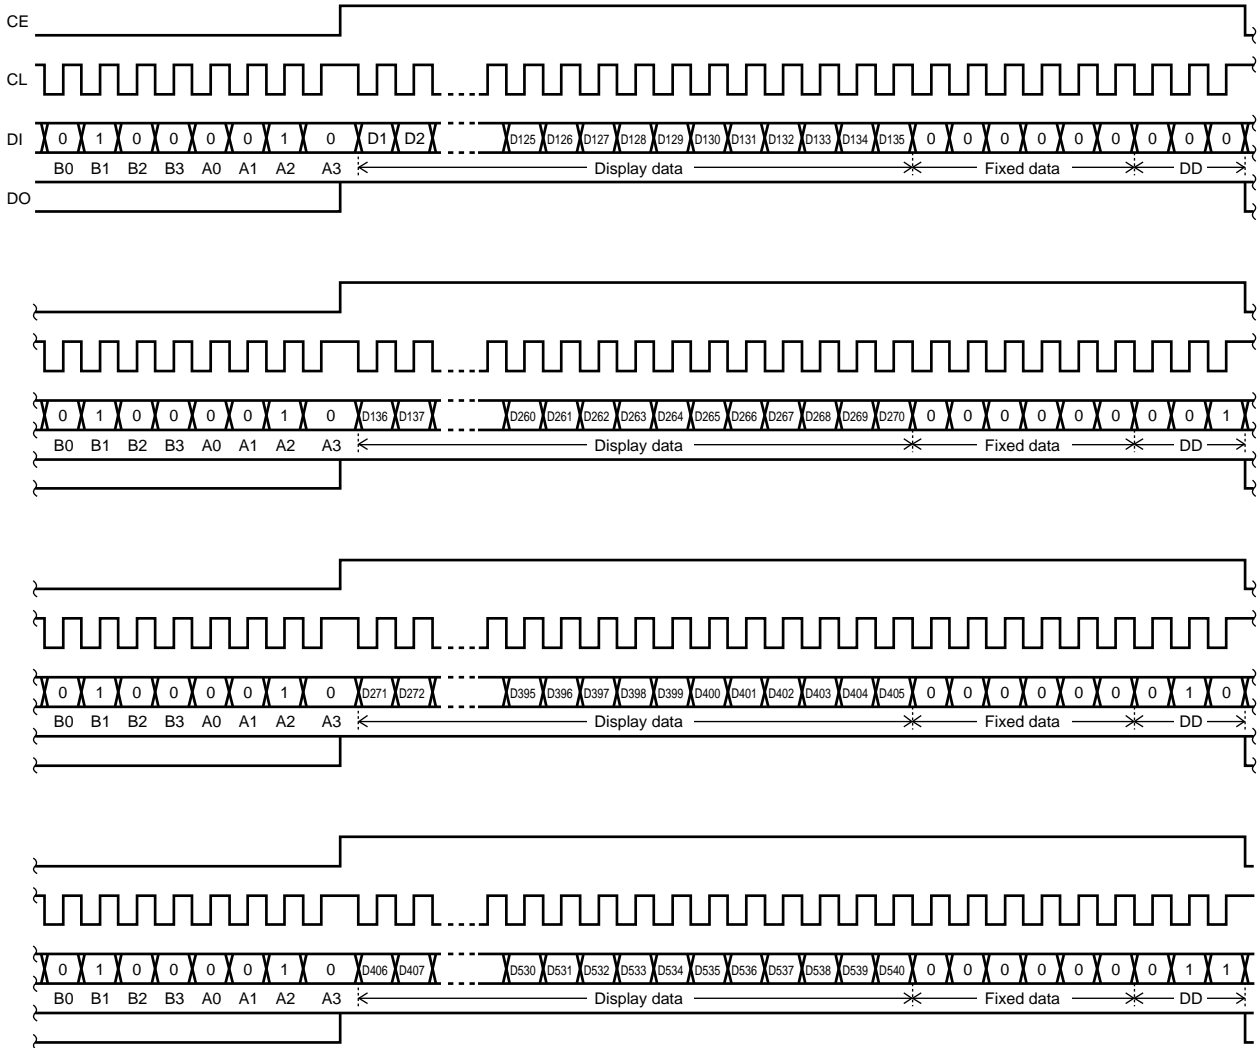 CE
CL
DI 0 1 0 0 0 0 1 0 D1 D2 D125 D126 D127 D128 D129 D130 D131 D132 D133 D134 D135 0 0 0 0 0 0 0 0 0
B0 B1 B2 B3 A0 A1 A2 A3 Display data Fixed data DD
DO
0 1 0 0 0 0 1 0 D136 D137 D260 D261 D262 D263 D264 D265 D266 D267 D268 D269 D270 0 0 0 0 0 0 0 0 1
B0 B1 B2 B3 A0 A1 A2 A3 Display data Fixed data DD
0 1 0 0 0 0 1 0 D271 D272 D395 D396 D397 D398 D399 D400 D401 D402 D403 D404 D405 0 0 0 0 0 0 0 1 0
B0 B1 B2 B3 A0 A1 A2 A3 Display data Fixed data DD
0 1 0 0 0 0 1 0 D406 D407 D530 D531 D532 D533 D534 D535 D536 D537 D538 D539 D540 0 0 0 0 0 0 0 1 1
B0 B1 B2 B3 A0 A1 A2 A3 Display data Fixed data DD